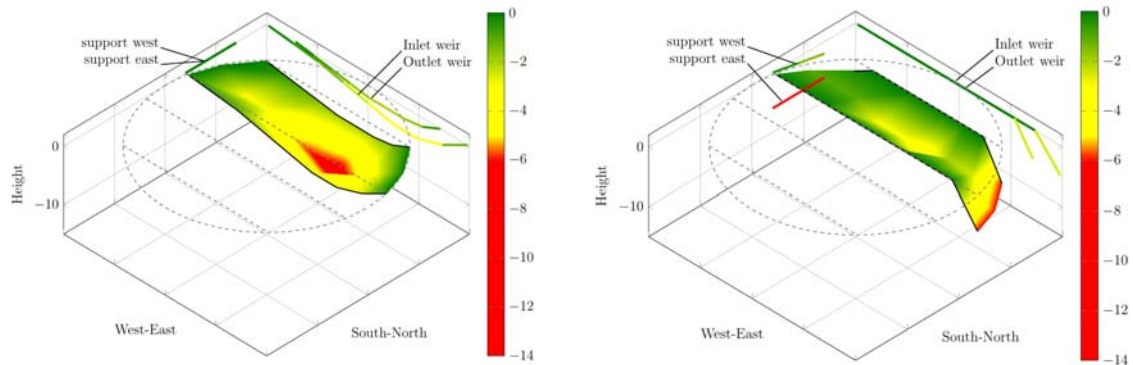 support west
support east
Inlet weir
Outlet weir
0
−10
Height
West-East
South-North
0
−2
−4
−6
−8
−10
−12
−14
support west
support east
Inlet weir
Outlet weir
0
−10
Height
West-East
South-North
0
−2
−4
−6
−8
−10
−12
−14